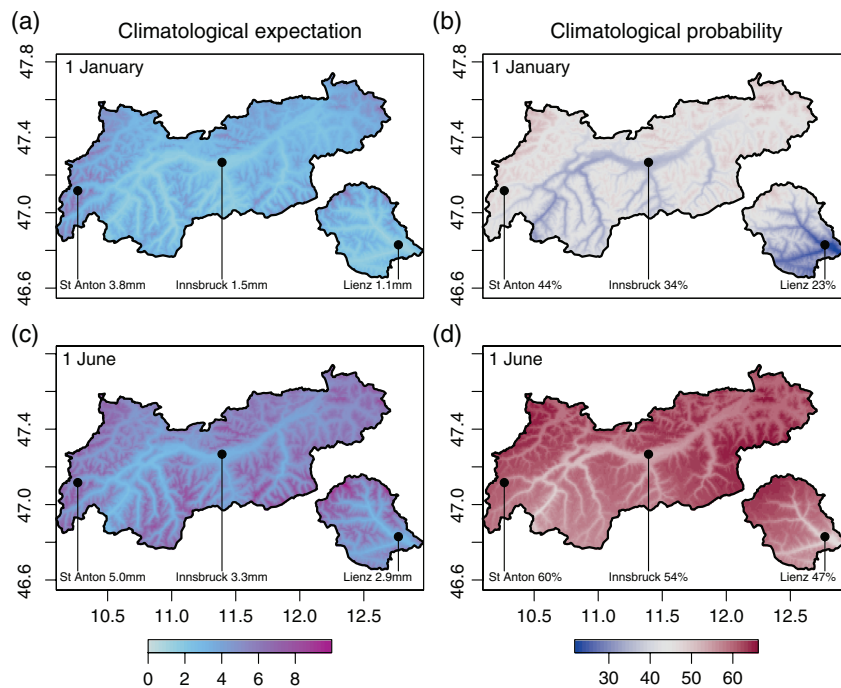 (a) Climatological expectation
(b) Climatological probability
1 January
1 January
47.8
47.4
47.0
46.6
47.8
47.4
47.0
46.6
St Anton 3.8mm Innsbruck 1.5mm Lienz 1.1mm
St Anton 44% Innsbruck 34% Lienz 23%
(c)
(d)
1 June
1 June
47.4
47.0
46.6
47.4
47.0
46.6
St Anton 5.0mm Innsbruck 3.3mm Lienz 2.9mm
St Anton 60% Innsbruck 54% Lienz 47%
10.5 11.0 11.5 12.0 12.5
10.5 11.0 11.5 12.0 12.5
0 2 4 6 8
30 40 50 60